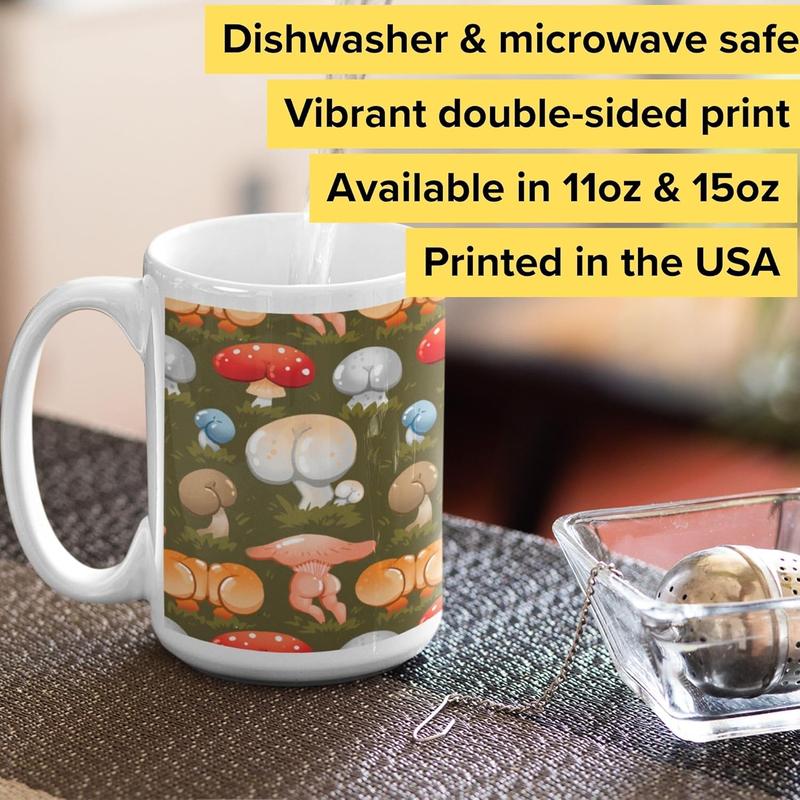 Dishwasher & microwave safe
Vibrant double-sided print
Available in 11oz & 15oz
Printed in the USA